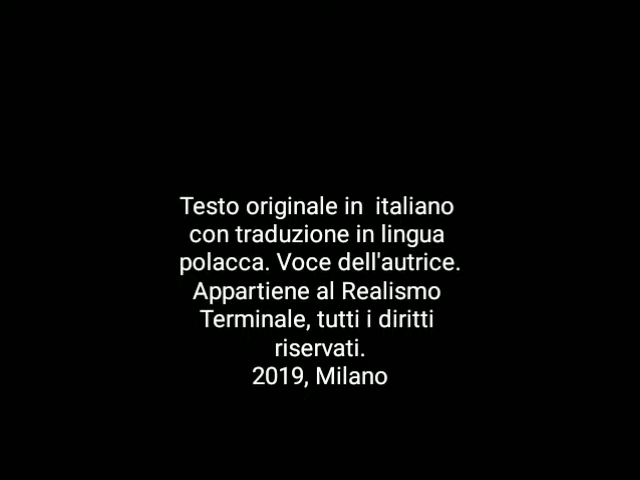 Testo originale in  italiano
con traduzione in lingua
polacca. Voce dell'autrice.
Appartiene al Realismo
Terminale, tutti i diritti
riservati.
2019, Milano